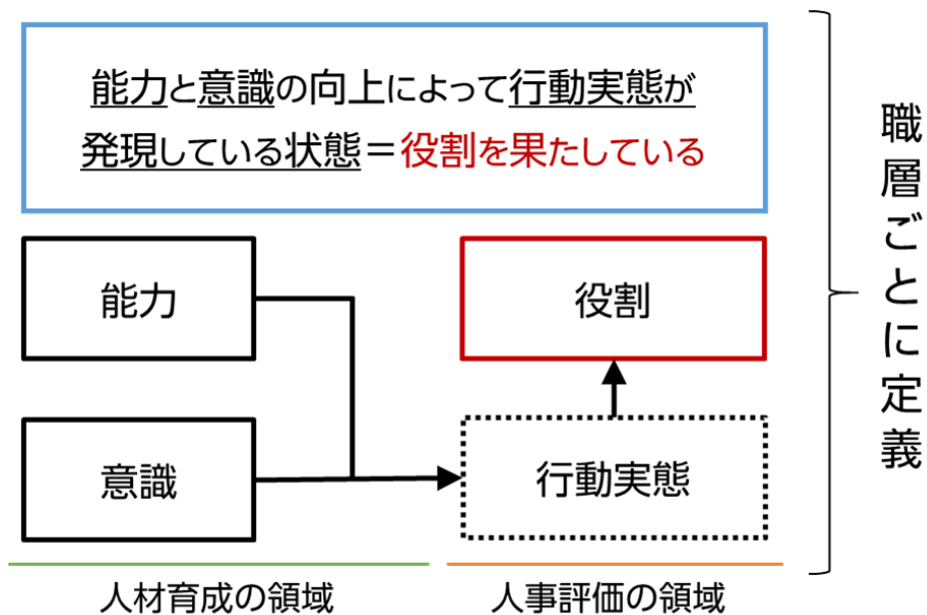 能力と意識の向上によって行動実態が
発現している状態＝役割を果たしている
職層ごとに定義
能力
役割
意識
行動実態
人材育成の領域
人事評価の領域